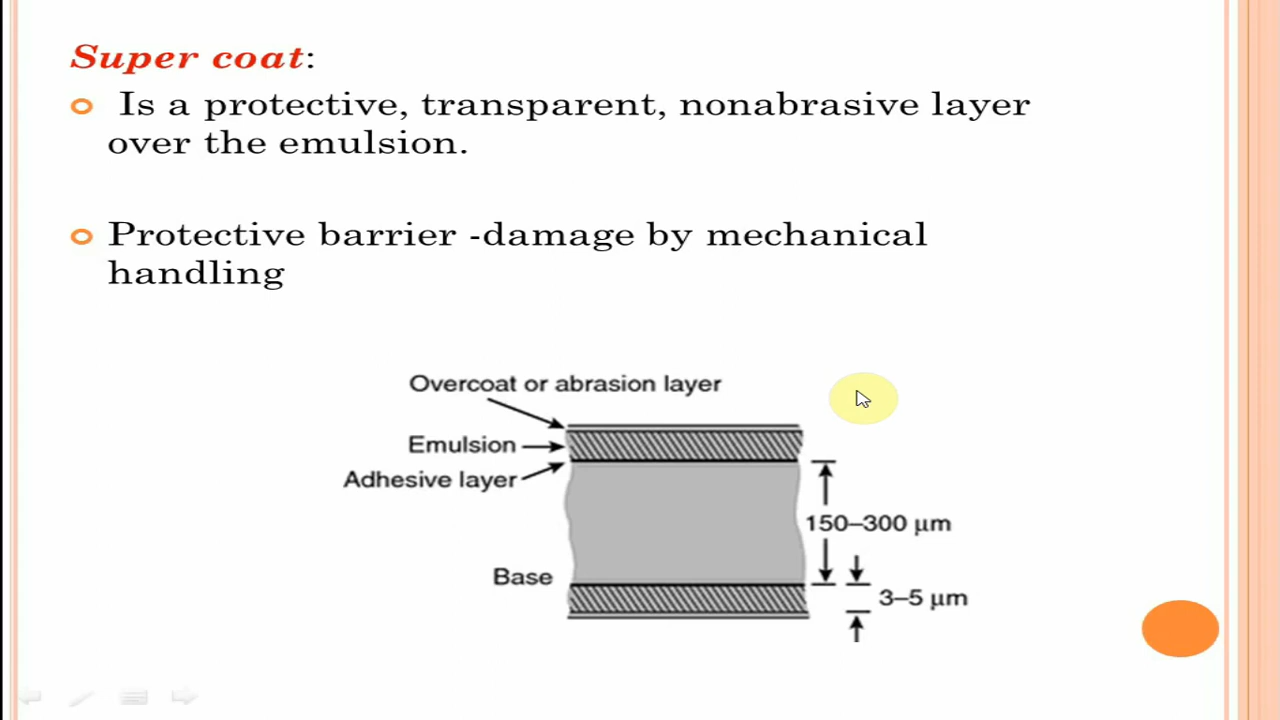 Super coat:
Is a protective, transparent, nonabrasive layer
over the emulsion.
Protective barrier -damage by mechanical
handling
Overcoat or abrasion layer
Emulsion
Adhesive layer
150–300 µm
Base
3–5 µm